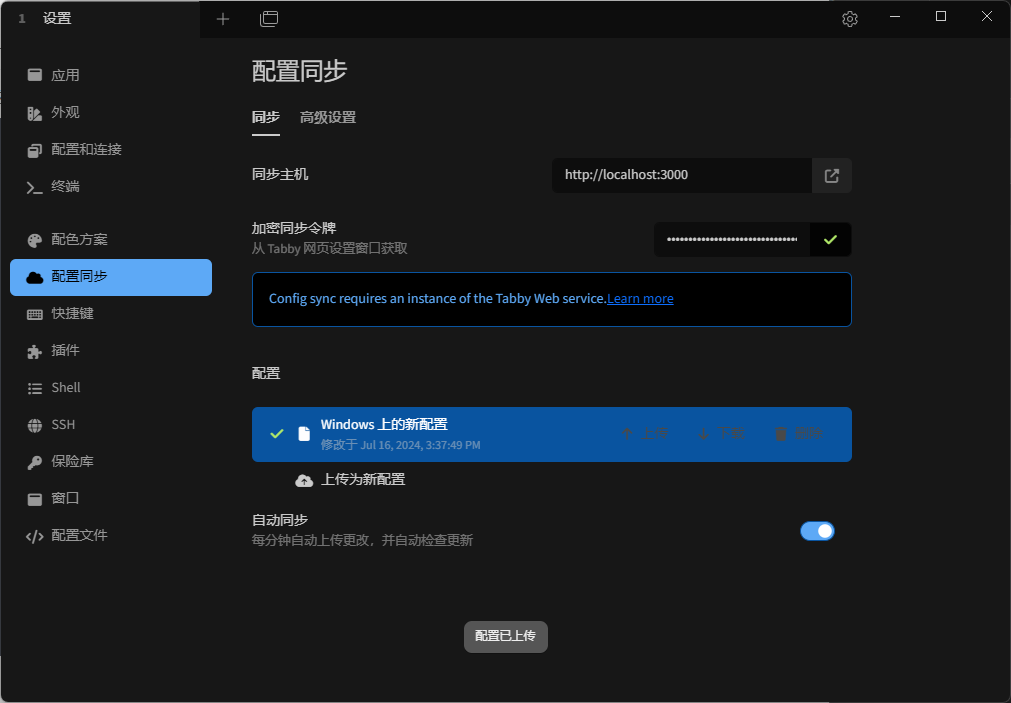 1 设置
应用
外观
配置和连接
终端
配色方案
配置同步
快捷键
插件
Shell
SSH
保险库
窗口
配置文件
配置同步
同步 高级设置
同步主机
http://localhost:3000
加密同步令牌
从 Tabby 网页设置窗口获取
Config sync requires an instance of the Tabby Web service.Learn more
配置
Windows 上的新配置
修改于 Jul 16, 2024, 3:37:49 PM
上传为新配置
自动同步
每分钟自动上传更改，并自动检查更新
配置已上传